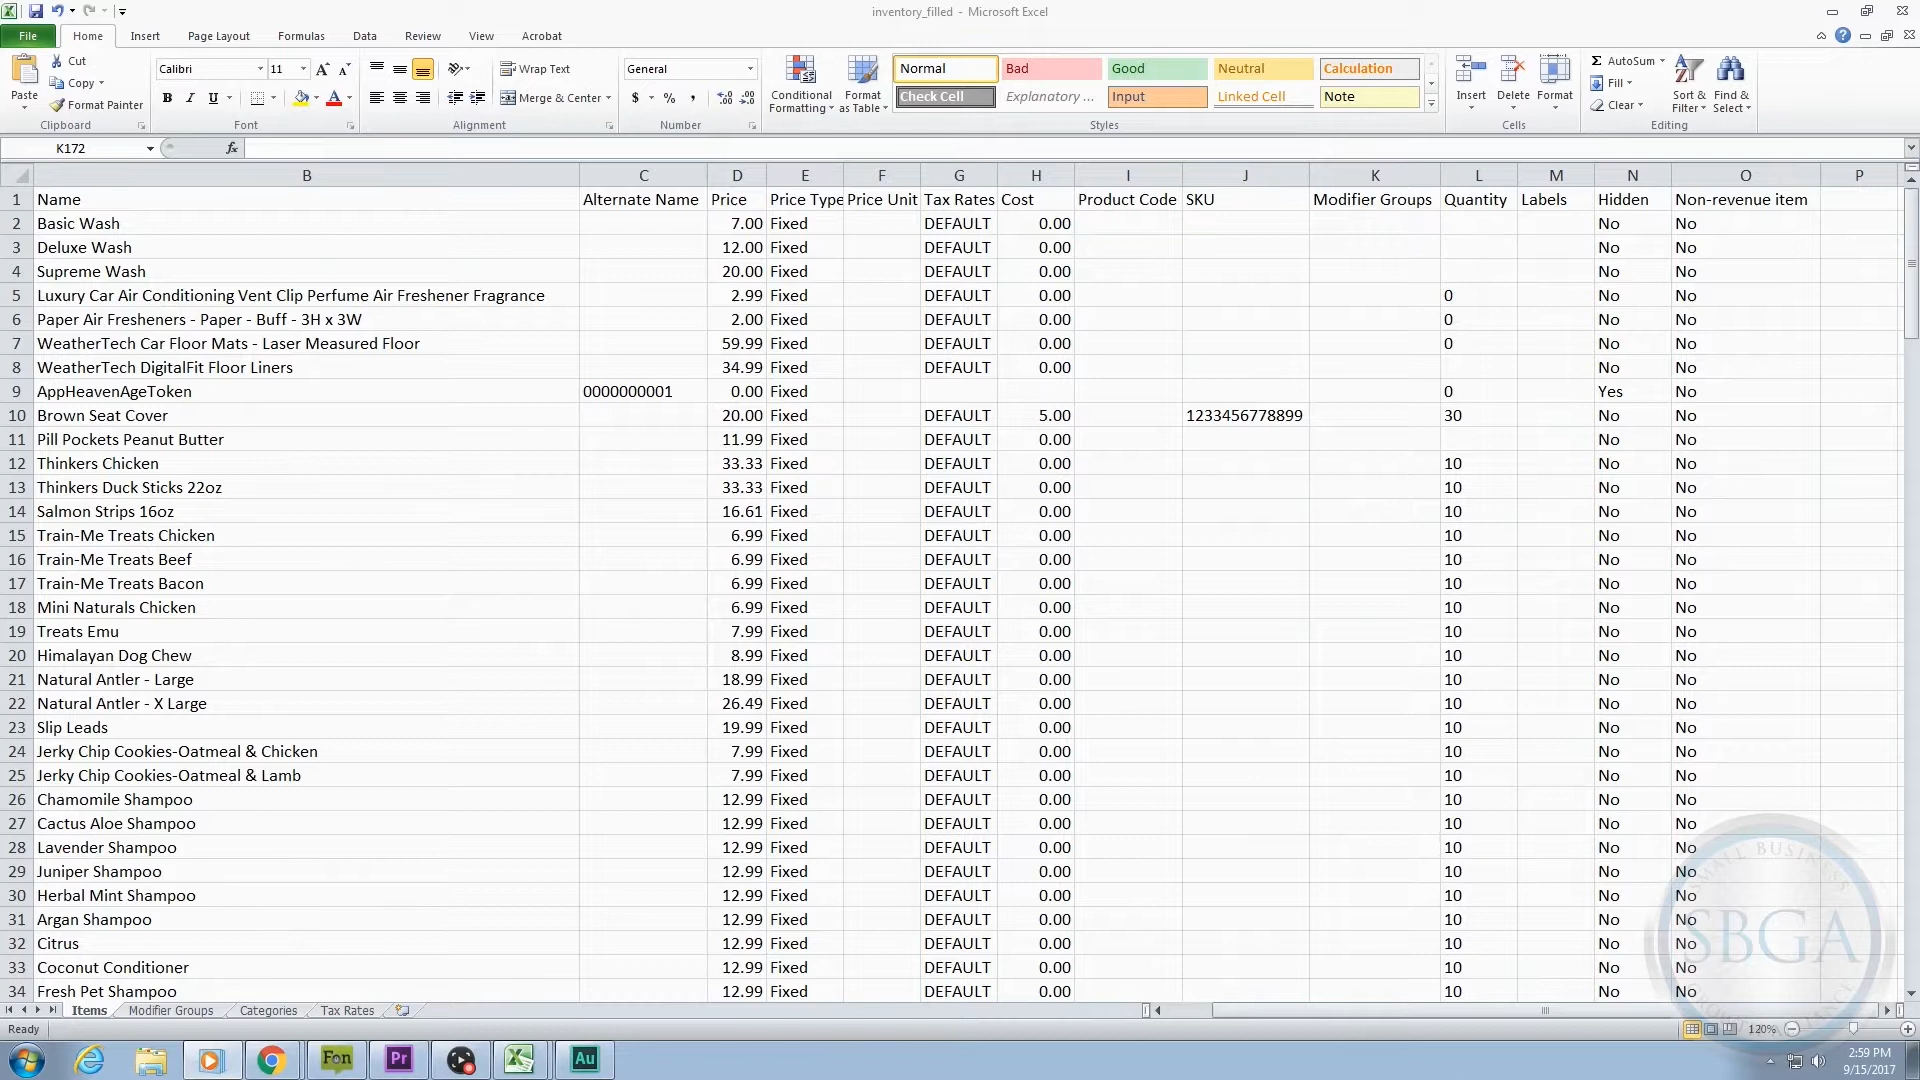 inventory_filled - Microsoft Excel
File Home Insert Page Layout Formulas Data Review View Acrobat
Paste Cut Copy Format Painter Clipboard
Calibri 11 B I U Font
Wrap Text Merge & Center Alignment
General $ % , Number
Conditional Formatting Format as Table
Normal Bad Good Neutral Calculation
Check Cell Explanatory ... Input Linked Cell Note
Styles
Insert Delete Format Cells
AutoSum Fill Clear Sort & Filter Find & Select Editing
K172 fx
B C D E F G H I J K L M N O P
1 Name Alternate Name Price Price Type Price Unit Tax Rates Cost Product Code SKU Modifier Groups Quantity Labels Hidden Non-revenue item
2 Basic Wash 7.00 Fixed DEFAULT 0.00 No No
3 Deluxe Wash 12.00 Fixed DEFAULT 0.00 No No
4 Supreme Wash 20.00 Fixed DEFAULT 0.00 No No
5 Luxury Car Air Conditioning Vent Clip Perfume Air Freshener Fragrance 2.99 Fixed DEFAULT 0.00 0 No No
6 Paper Air Fresheners - Paper - Buff - 3H x 3W 2.00 Fixed DEFAULT 0.00 0 No No
7 WeatherTech Car Floor Mats - Laser Measured Floor 59.99 Fixed DEFAULT 0.00 0 No No
8 WeatherTech DigitalFit Floor Liners 34.99 Fixed DEFAULT 0.00 No No
9 AppHeavenAgeToken 0000000001 0.00 Fixed 0 Yes No
10 Brown Seat Cover 20.00 Fixed DEFAULT 5.00 1233456778899 30 No No
11 Pill Pockets Peanut Butter 11.99 Fixed DEFAULT 0.00 No No
12 Thinkers Chicken 33.33 Fixed DEFAULT 0.00 10 No No
13 Thinkers Duck Sticks 22oz 33.33 Fixed DEFAULT 0.00 10 No No
14 Salmon Strips 16oz 16.61 Fixed DEFAULT 0.00 10 No No
15 Train-Me Treats Chicken 6.99 Fixed DEFAULT 0.00 10 No No
16 Train-Me Treats Beef 6.99 Fixed DEFAULT 0.00 10 No No
17 Train-Me Treats Bacon 6.99 Fixed DEFAULT 0.00 10 No No
18 Mini Naturals Chicken 6.99 Fixed DEFAULT 0.00 10 No No
19 Treats Emu 7.99 Fixed DEFAULT 0.00 10 No No
20 Himalayan Dog Chew 8.99 Fixed DEFAULT 0.00 10 No No
21 Natural Antler - Large 18.99 Fixed DEFAULT 0.00 10 No No
22 Natural Antler - X Large 26.49 Fixed DEFAULT 0.00 10 No No
23 Slip Leads 19.99 Fixed DEFAULT 0.00 10 No No
24 Jerky Chip Cookies-Oatmeal & Chicken 7.99 Fixed DEFAULT 0.00 10 No No
25 Jerky Chip Cookies-Oatmeal & Lamb 7.99 Fixed DEFAULT 0.00 10 No No
26 Chamomile Shampoo 12.99 Fixed DEFAULT 0.00 10 No No
27 Cactus Aloe Shampoo 12.99 Fixed DEFAULT 0.00 10 No No
28 Lavender Shampoo 12.99 Fixed DEFAULT 0.00 10 No No
29 Juniper Shampoo 12.99 Fixed DEFAULT 0.00 10 No No
30 Herbal Mint Shampoo 12.99 Fixed DEFAULT 0.00 10 No No
31 Argan Shampoo 12.99 Fixed DEFAULT 0.00 10 No No
32 Citrus 12.99 Fixed DEFAULT 0.00 10 No No
33 Coconut Conditioner 12.99 Fixed DEFAULT 0.00 10 No No
34 Fresh Pet Shampoo 12.99 Fixed DEFAULT 0.00 10 No No
SMALL BUSINESS
SBGA
Items Modifier Groups Categories Tax Rates
Ready 120%
Fon Pr Au
2:59 PM
9/15/2017